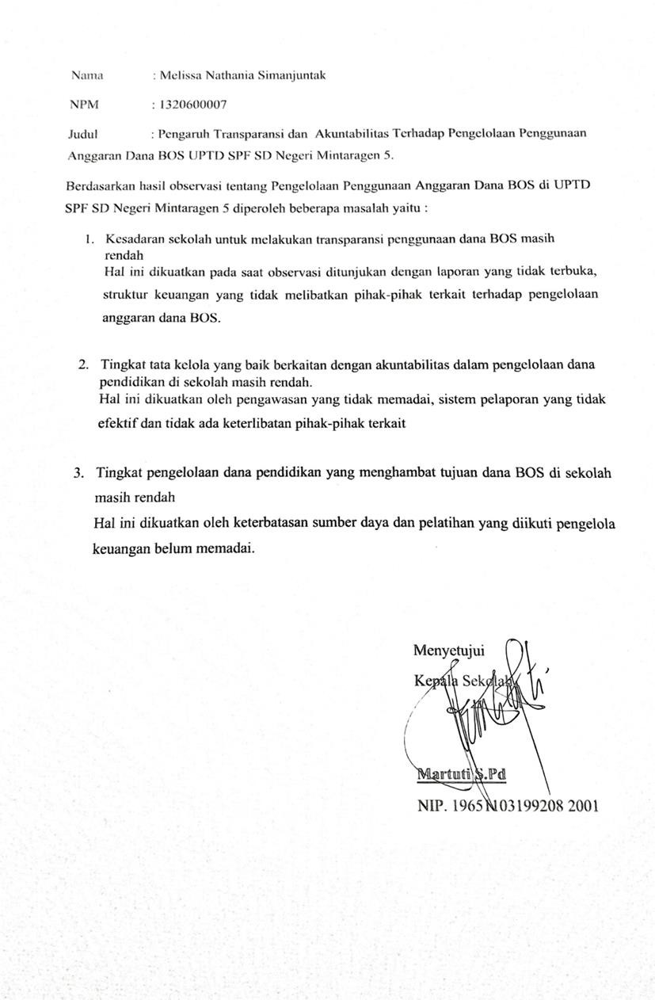 Nama : Melissa Nathania Simanjuntak
NPM : 1320600007
Judul : Pengaruh Transparansi dan Akuntabilitas Terhadap Pengelolaan Penggunaan
Anggaran Dana BOS UPTD SPF SD Negeri Mintaragen 5.
Berdasarkan hasil observasi tentang Pengelolaan Penggunaan Anggaran Dana BOS di UPTD
SPF SD Negeri Mintaragen 5 diperoleh beberapa masalah yaitu :
1. Kesadaran sekolah untuk melakukan transparansi penggunaan dana BOS masih
rendah
Hal ini dikuatkan pada saat observasi ditunjukan dengan laporan yang tidak terbuka,
struktur keuangan yang tidak melibatkan pihak-pihak terkait terhadap pengelolaan
anggaran dana BOS.
2. Tingkat tata kelola yang baik berkaitan dengan akuntabilitas dalam pengelolaan dana
pendidikan di sekolah masih rendah.
Hal ini dikuatkan oleh pengawasan yang tidak memadai, sistem pelaporan yang tidak
efektif dan tidak ada keterlibatan pihak-pihak terkait
3. Tingkat pengelolaan dana pendidikan yang menghambat tujuan dana BOS di sekolah
masih rendah
Hal ini dikuatkan oleh keterbatasan sumber daya dan pelatihan yang diikuti pengelola
keuangan belum memadai.
Menyetujui
Kepala Sekolah
Martuti S.Pd
NIP. 1965 103199208 2001